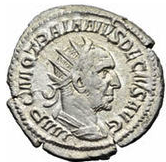 IMP C M Q TRAIANVS DECIVS AVG